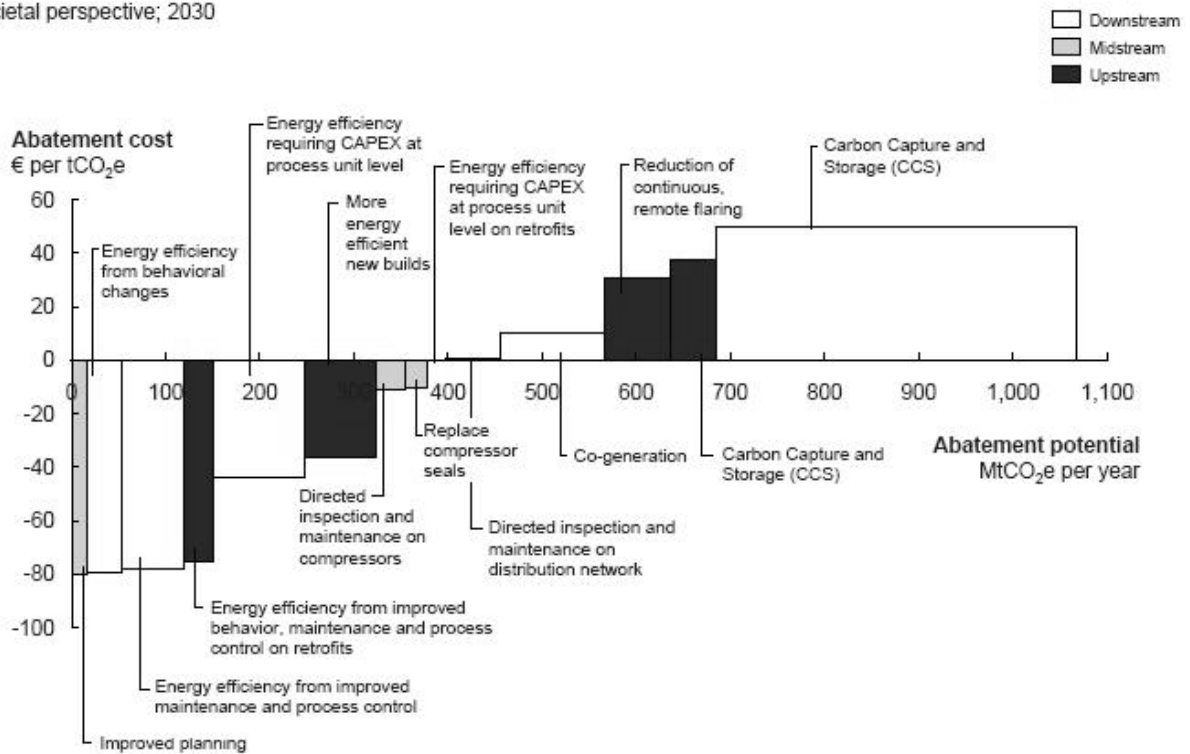 ietal perspective; 2030
Downstream
Midstream
Upstream
Abatement cost
€ per tCO₂e
Energy efficiency
requiring CAPEX at
process unit level
Energy efficiency
requiring CAPEX
at process unit
level on retrofits
Reduction of
continuous,
remote flaring
Carbon Capture and
Storage (CCS)
More
energy
efficient
new builds
Energy efficiency
from behavioral
changes
60
40
20
0
-20
-40
-60
-80
-100
0 100 200 300 400 500 600 700 800 900 1,000 1,100
Abatement potential
MtCO₂e per year
Replace
compressor
seals
Co-generation
Carbon Capture and
Storage (CCS)
Directed
inspection and
maintenance on
compressors
Directed inspection and
maintenance on
distribution network
Energy efficiency from improved
behavior, maintenance and process
control on retrofits
Energy efficiency from improved
maintenance and process control
Improved planning